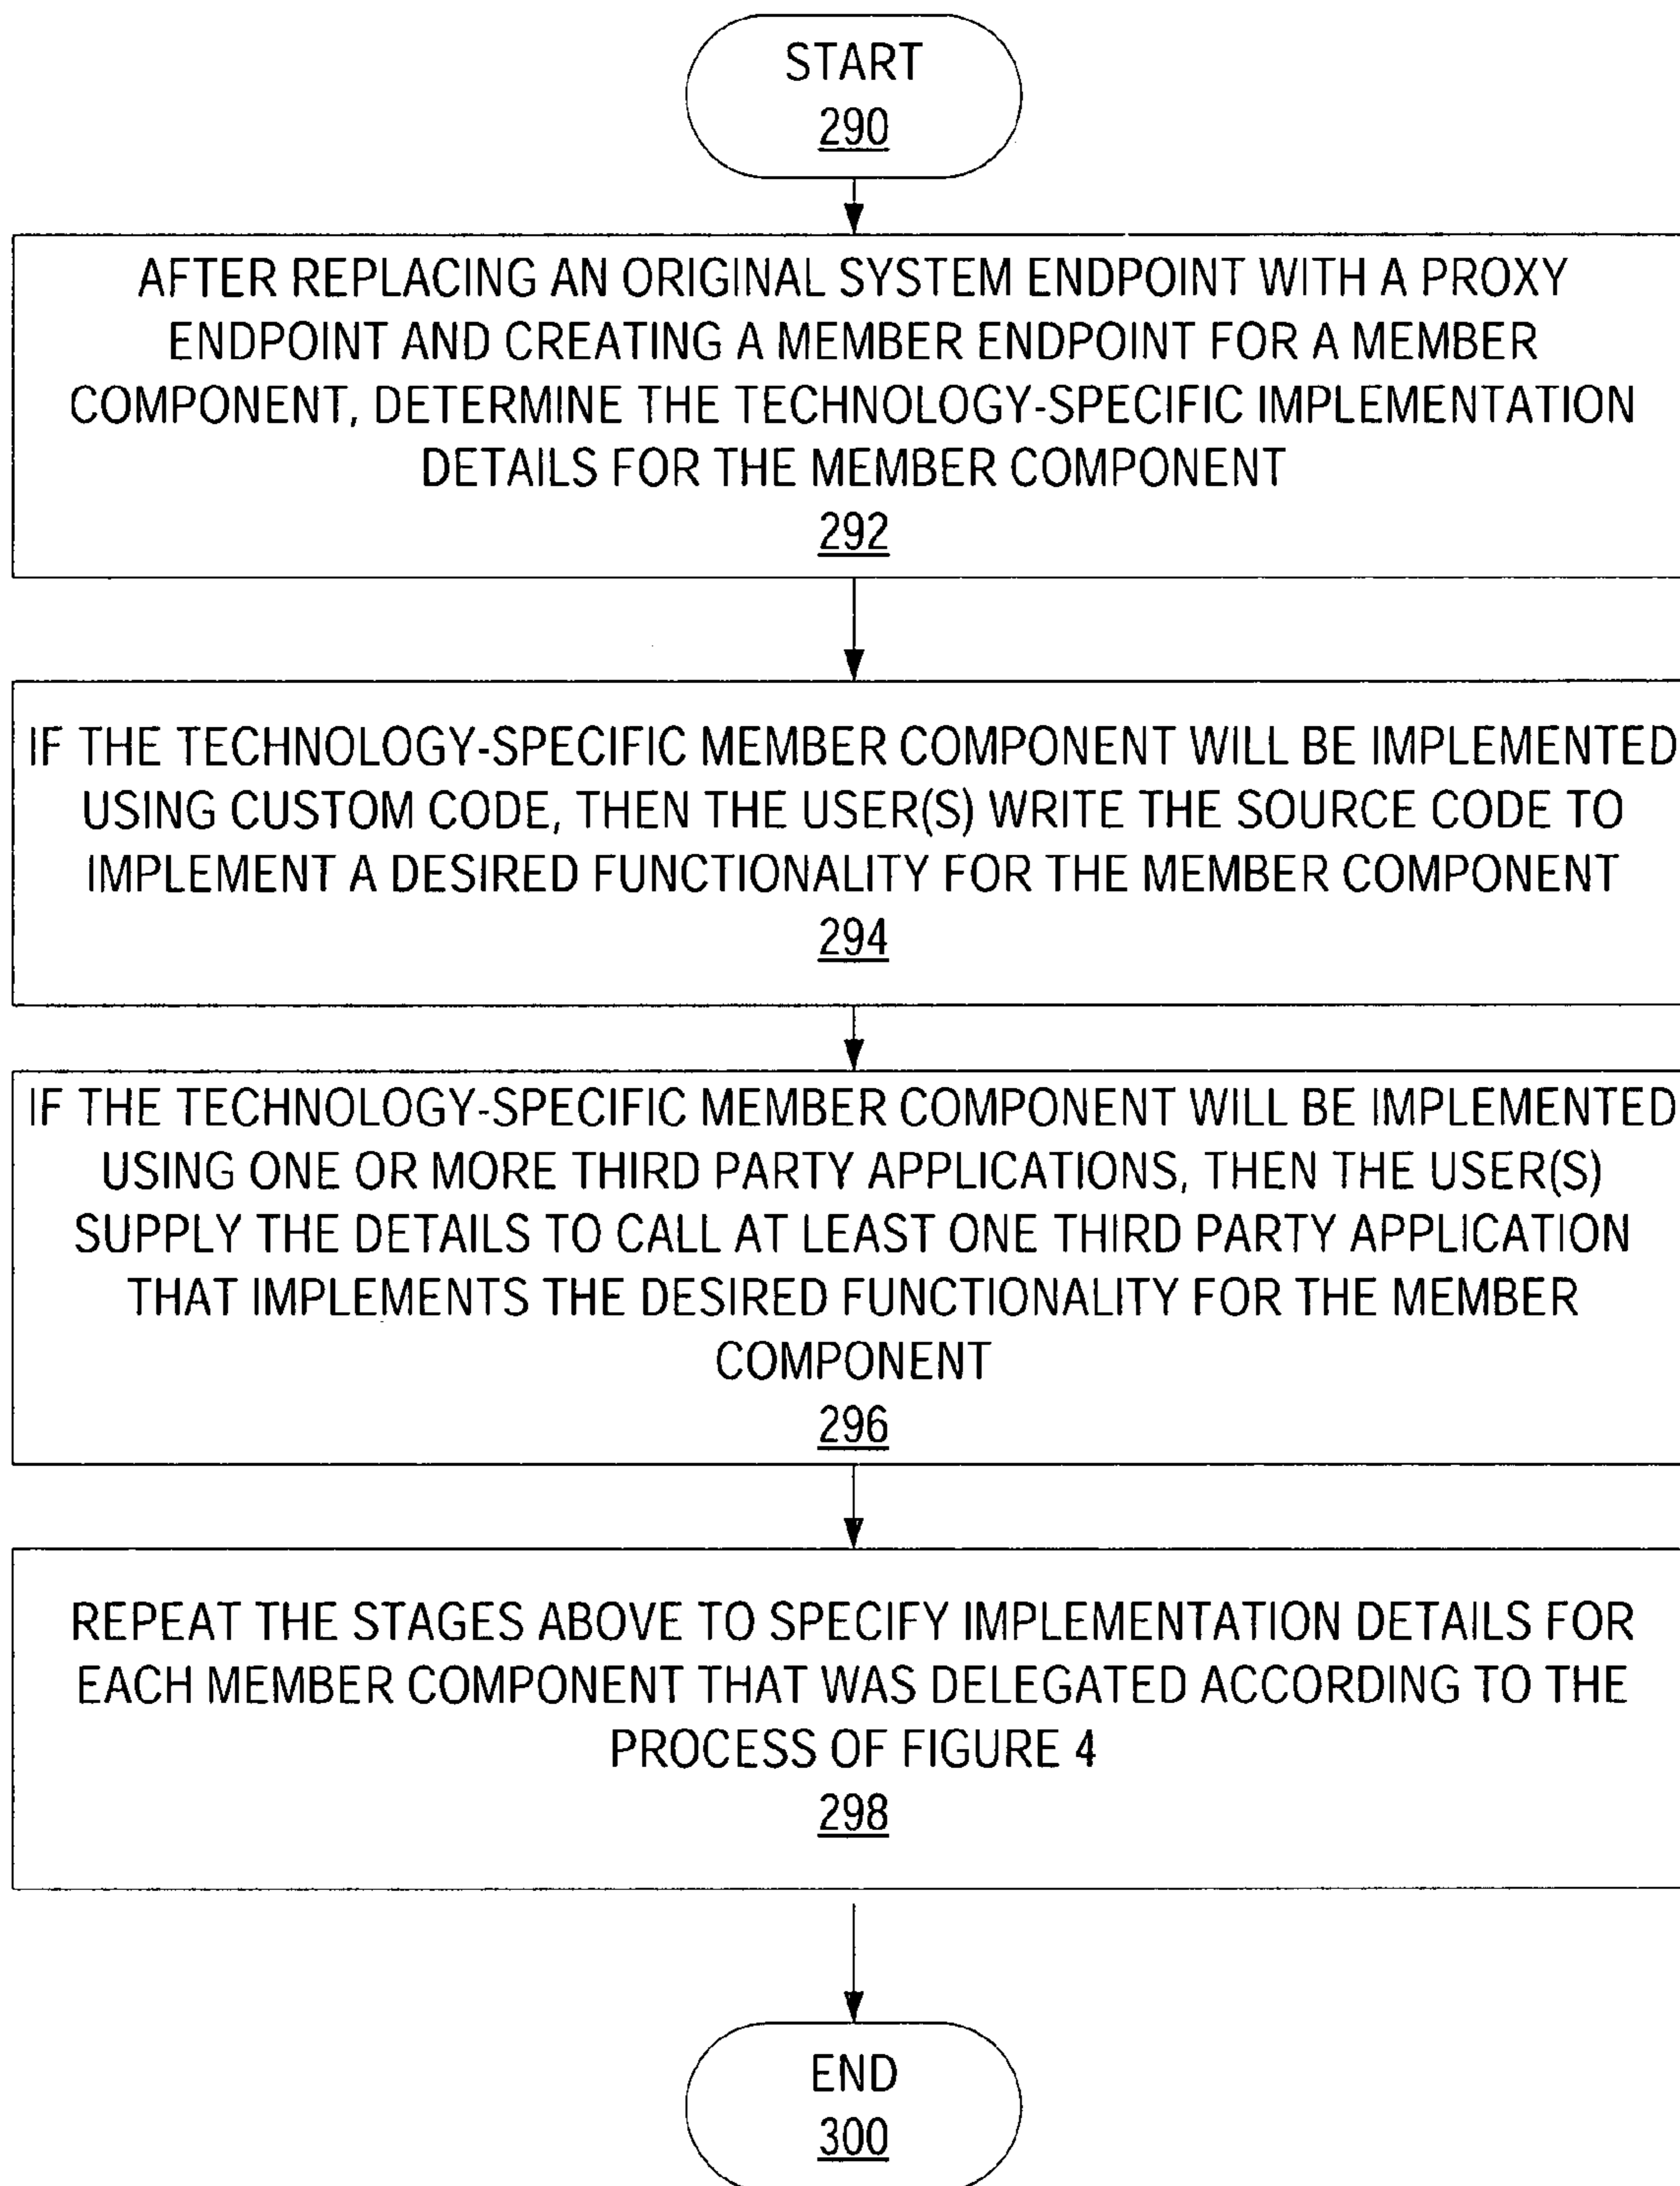 START
290
AFTER REPLACING AN ORIGINAL SYSTEM ENDPOINT WITH A PROXY
ENDPOINT AND CREATING A MEMBER ENDPOINT FOR A MEMBER
COMPONENT, DETERMINE THE TECHNOLOGY-SPECIFIC IMPLEMENTATION
DETAILS FOR THE MEMBER COMPONENT
292
IF THE TECHNOLOGY-SPECIFIC MEMBER COMPONENT WILL BE IMPLEMENTED
USING CUSTOM CODE, THEN THE USER(S) WRITE THE SOURCE CODE TO
IMPLEMENT A DESIRED FUNCTIONALITY FOR THE MEMBER COMPONENT
294
IF THE TECHNOLOGY-SPECIFIC MEMBER COMPONENT WILL BE IMPLEMENTED
USING ONE OR MORE THIRD PARTY APPLICATIONS, THEN THE USER(S)
SUPPLY THE DETAILS TO CALL AT LEAST ONE THIRD PARTY APPLICATION
THAT IMPLEMENTS THE DESIRED FUNCTIONALITY FOR THE MEMBER
COMPONENT
296
REPEAT THE STAGES ABOVE TO SPECIFY IMPLEMENTATION DETAILS FOR
EACH MEMBER COMPONENT THAT WAS DELEGATED ACCORDING TO THE
PROCESS OF FIGURE 4
298
END
300